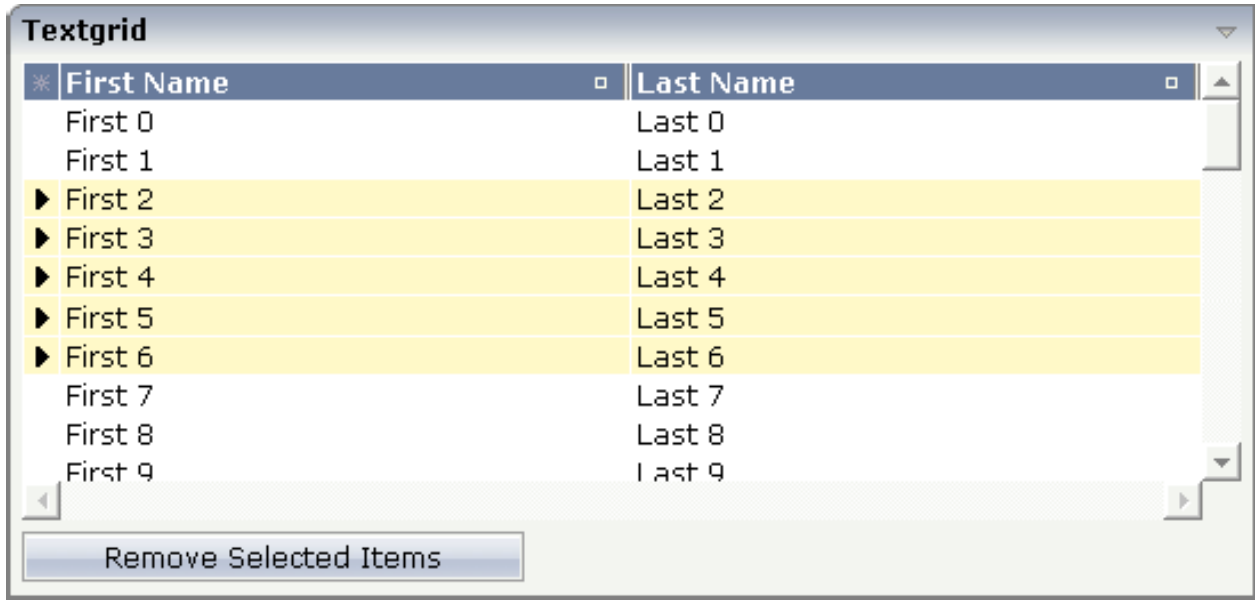 Textgrid
First Name Last Name
First 0 Last 0
First 1 Last 1
First 2 Last 2
First 3 Last 3
First 4 Last 4
First 5 Last 5
First 6 Last 6
First 7 Last 7
First 8 Last 8
First 9 Last 9
Remove Selected Items